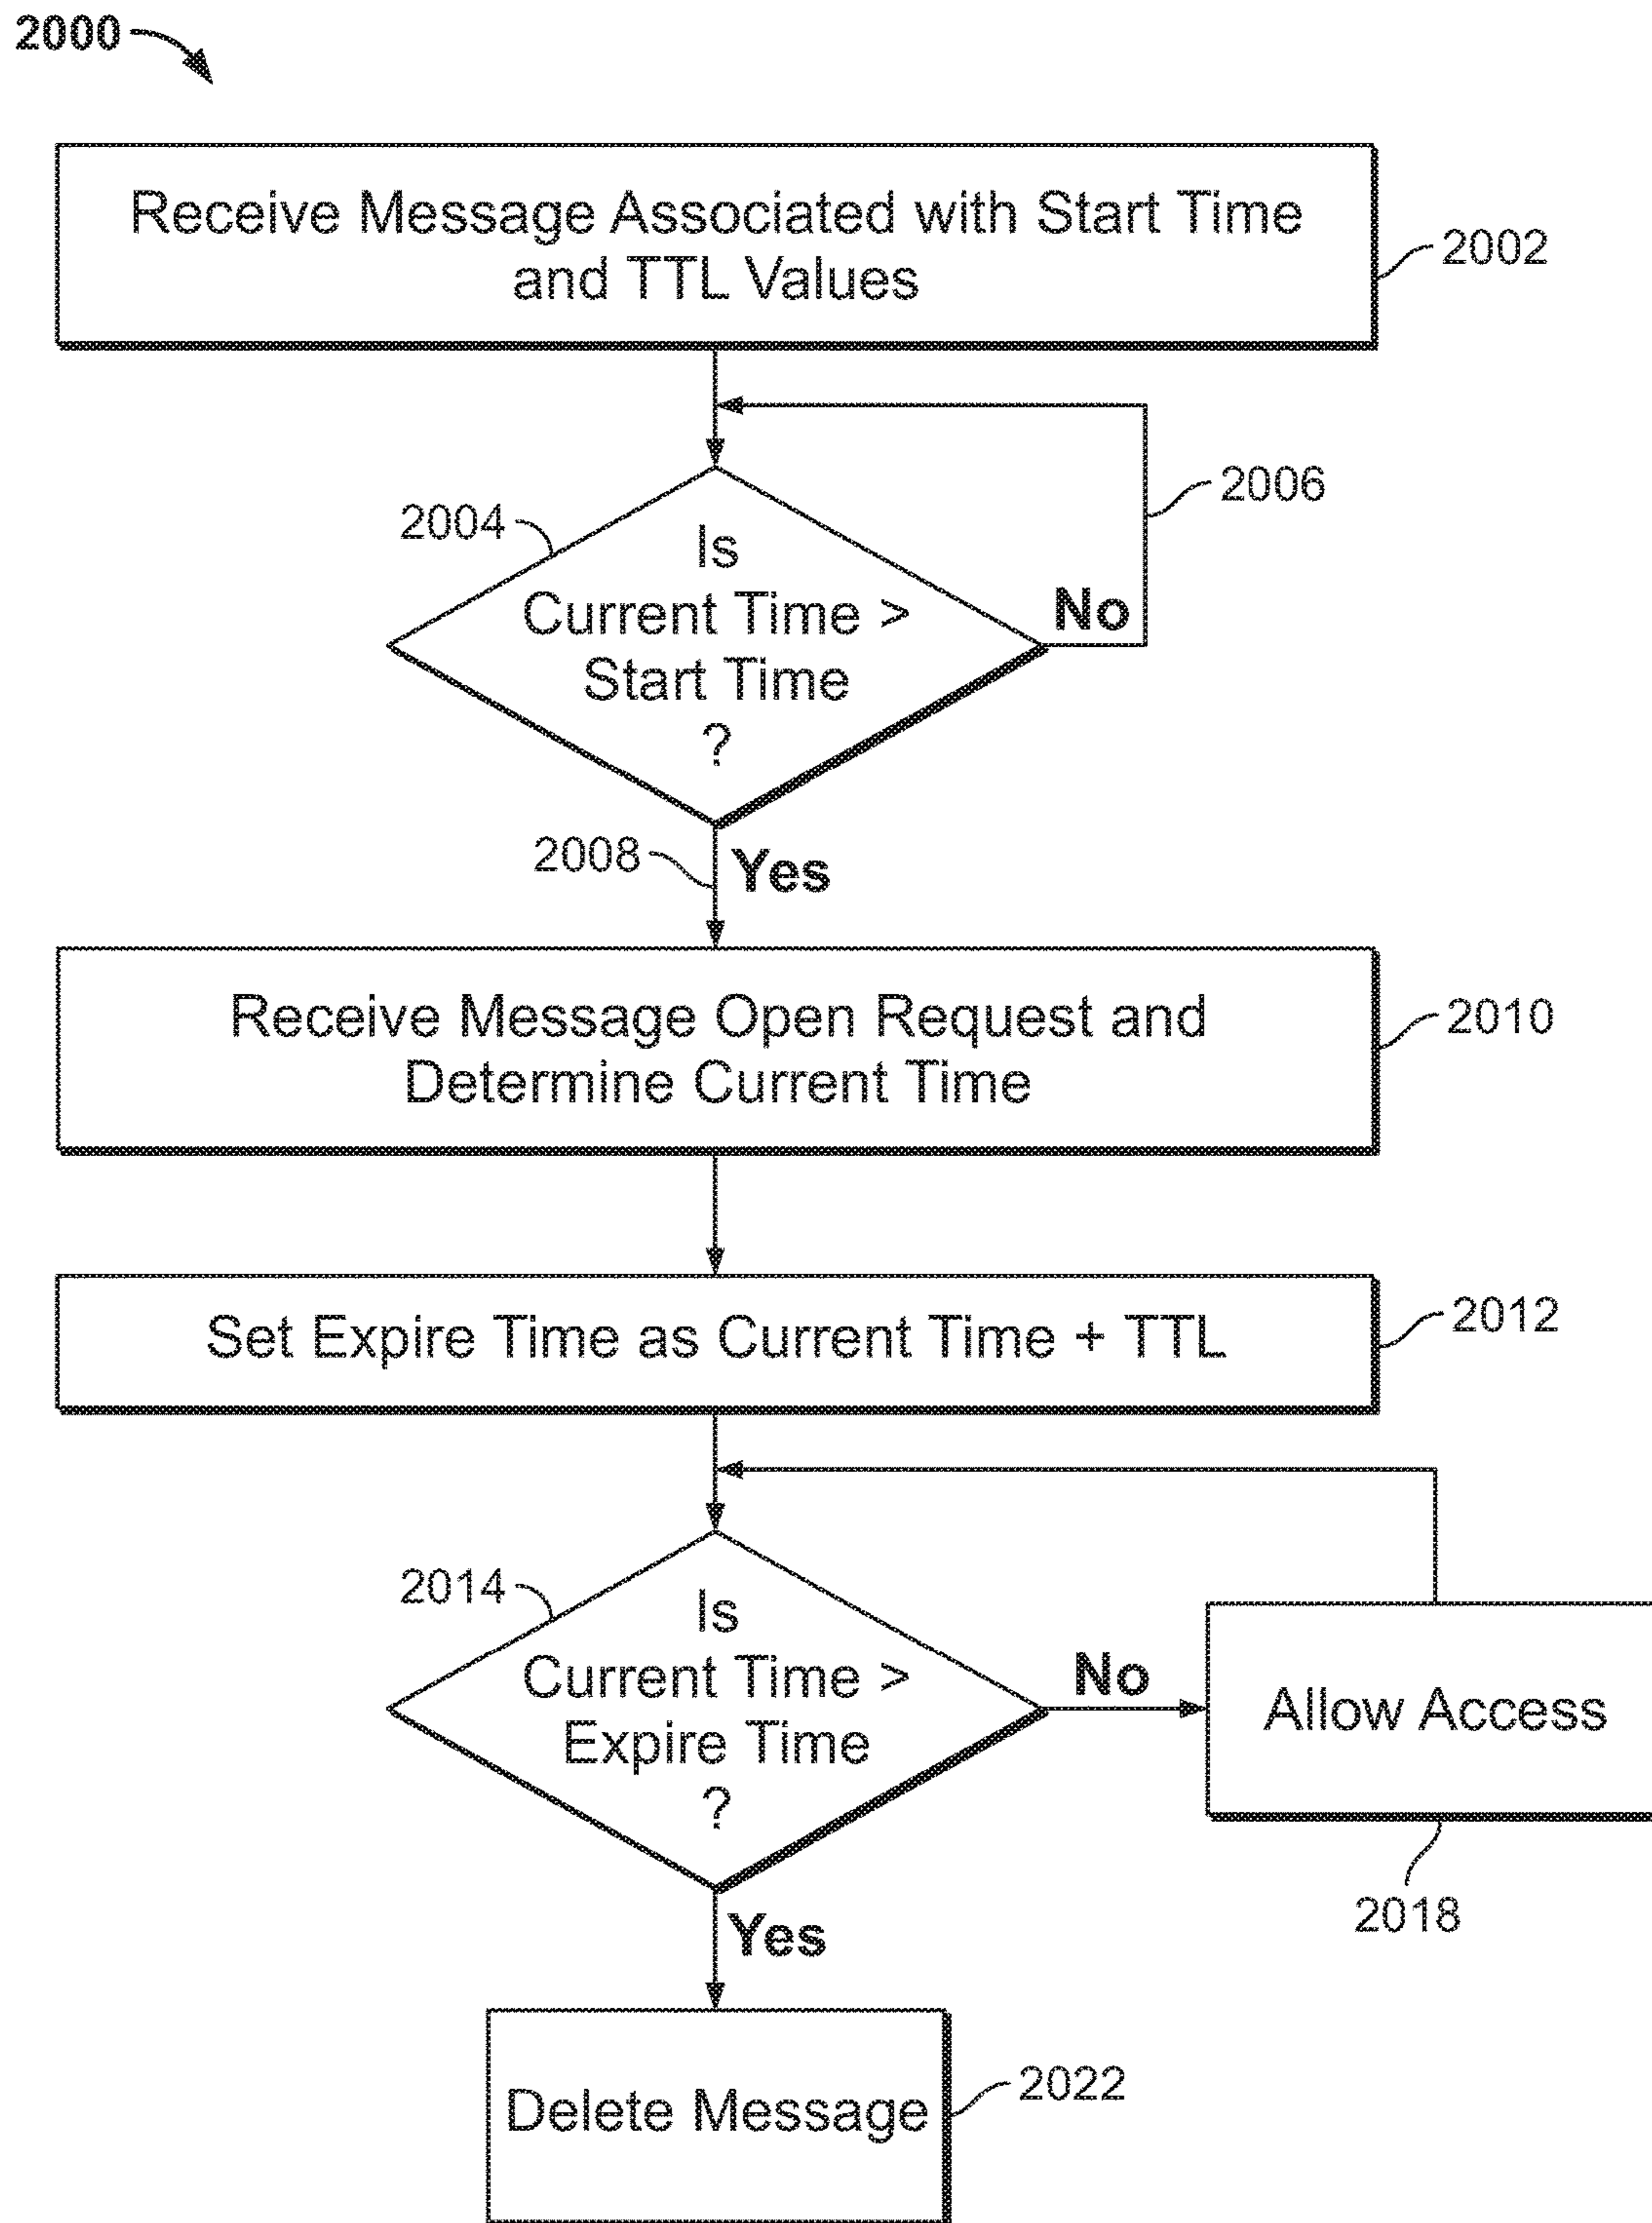 2000
Receive Message Associated with Start Time
and TTL Values
2002
2004
Is
Current Time >
Start Time
?
No
2006
2008
Yes
Receive Message Open Request and
Determine Current Time
2010
Set Expire Time as Current Time + TTL
2012
2014
Is
Current Time >
Expire Time
?
No
Allow Access
2018
Yes
Delete Message
2022